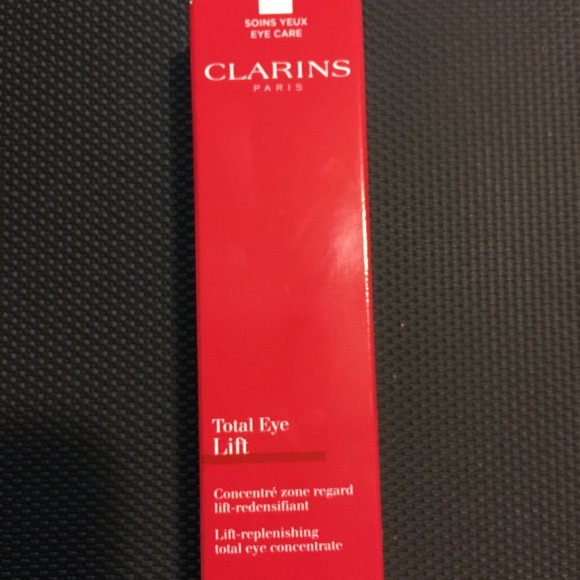 SOINS YEUX
EYE CARE
CLARINS
PARIS
Total Eye
Lift
Concentré zone regard
lift-redensifiant
Lift-replenishing
total eye concentrate